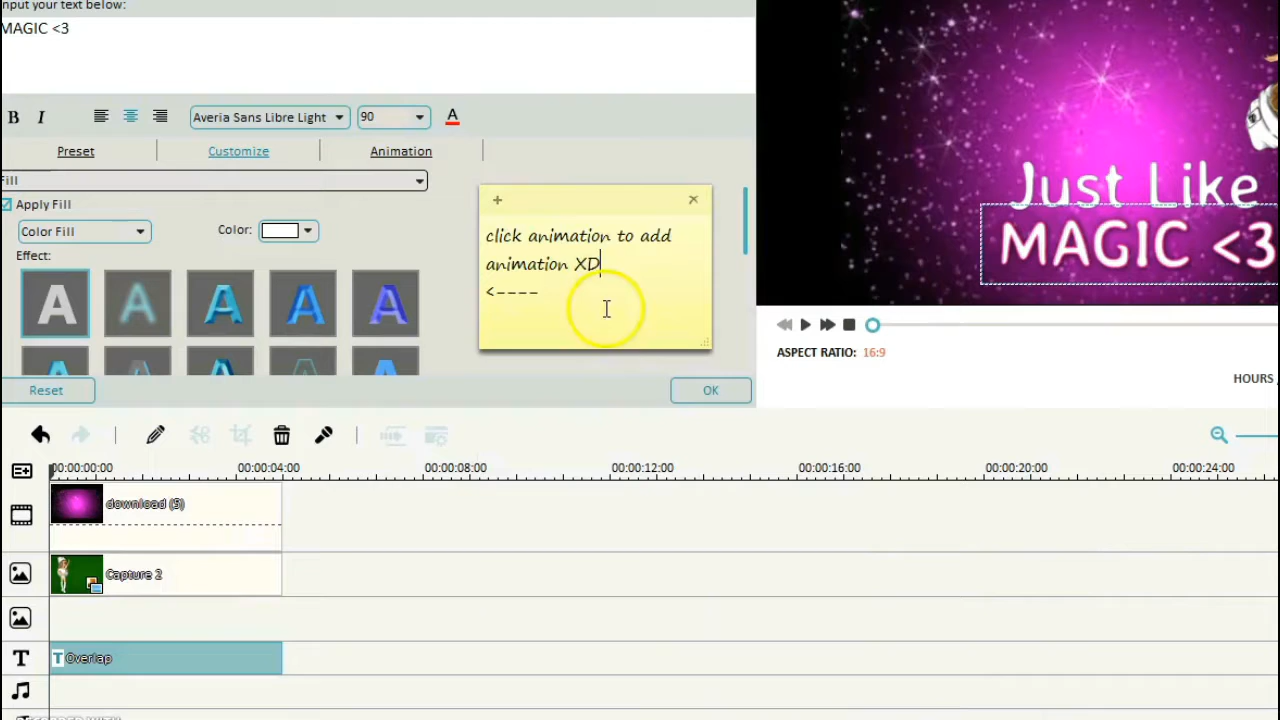 nput your text below:
MAGIC <3
B I Averia Sans Libre Light 90 A
Preset Customize Animation
Fill
Apply Fill
Color Fill Color:
Effect:
A A A A A
+ ×
click animation to add
animation XD
<----
Reset OK
Just Like
MAGIC <3
ASPECT RATIO: 16:9
HOURS
00:00:00:00 00:00:04:00 00:00:08:00 00:00:12:00 00:00:16:00 00:00:20:00 00:00:24:00
download (3)
Capture 2
T T Overlap
RECORDED WITH